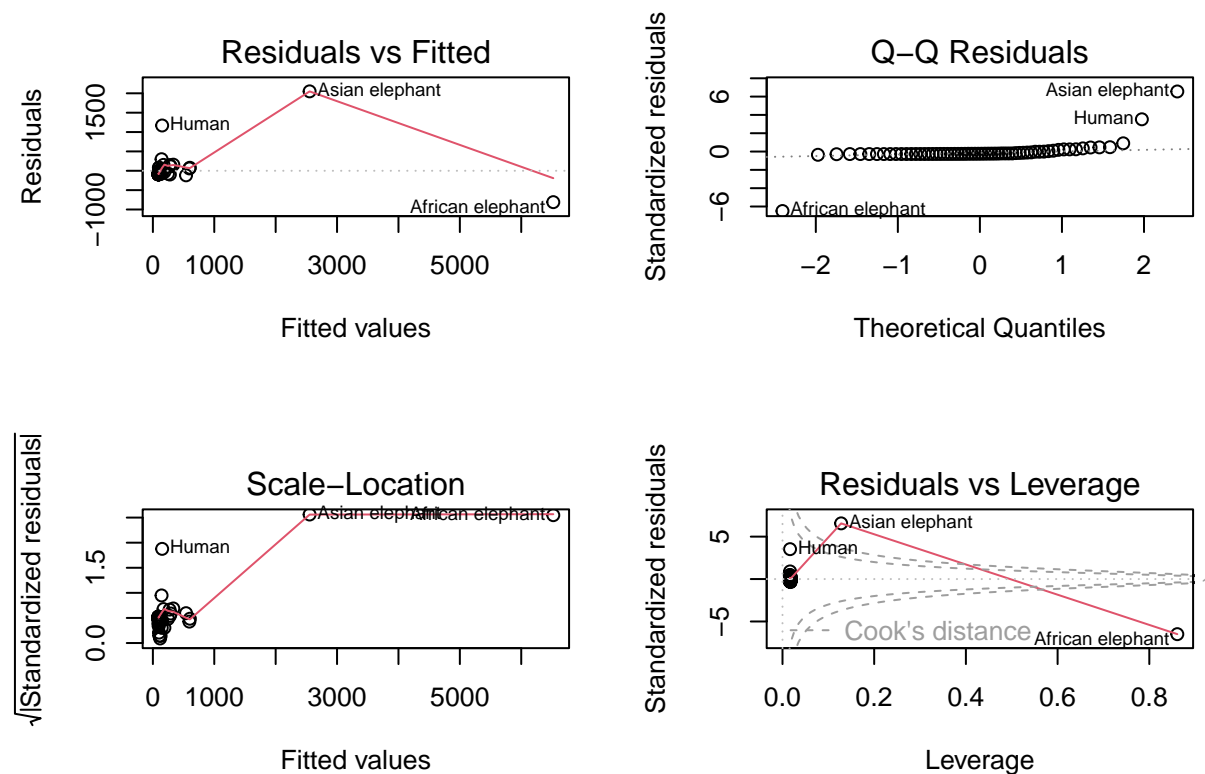 Residuals vs Fitted
Residuals
1500
−1000
Asian elephant
Human
African elephant
0 1000 3000 5000
Fitted values
Q−Q Residuals
Standardized residuals
6
0
−6
Asian elephant
Human
African elephant
−2 −1 0 1 2
Theoretical Quantiles
Scale−Location
√|Standardized residuals|
1.5
0.0
Asian elephant
African elephant
Human
0 1000 3000 5000
Fitted values
Residuals vs Leverage
Standardized residuals
5
−5
Asian elephant
Human
Cook's distance
African elephant
0.0 0.2 0.4 0.6 0.8
Leverage